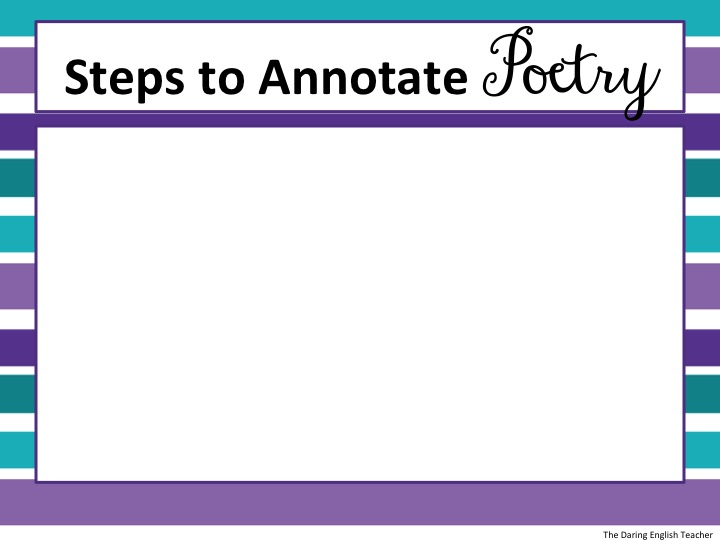 Steps to Annotate Poetry
The Daring English Teacher